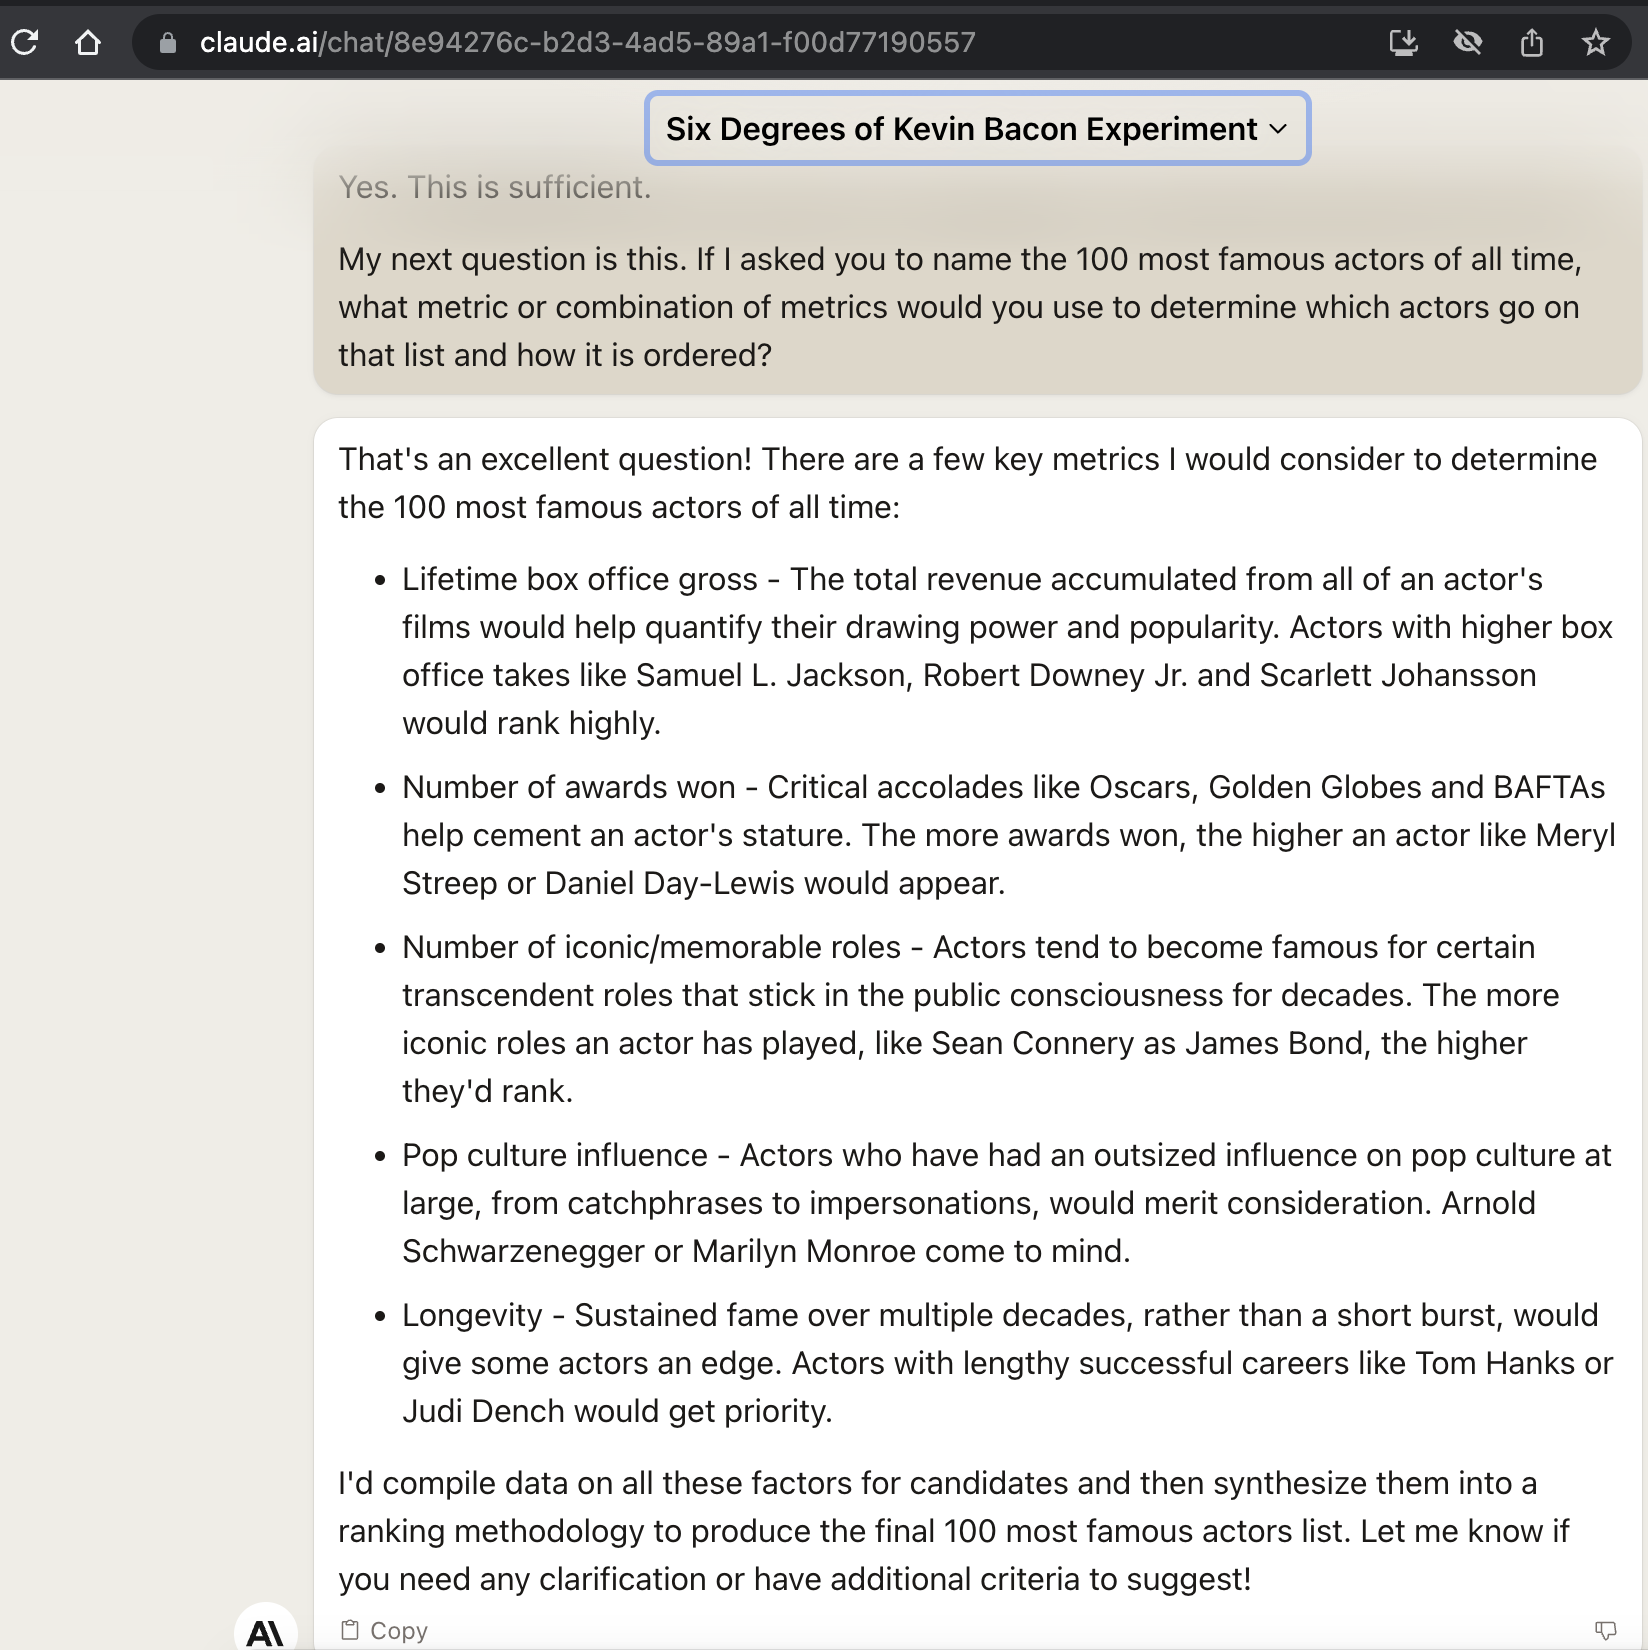 claude.ai/chat/8e94276c-b2d3-4ad5-89a1-f00d77190557
Six Degrees of Kevin Bacon Experiment
Yes. This is sufficient.
My next question is this. If I asked you to name the 100 most famous actors of all time,
what metric or combination of metrics would you use to determine which actors go on
that list and how it is ordered?
That's an excellent question! There are a few key metrics I would consider to determine
the 100 most famous actors of all time:
• Lifetime box office gross - The total revenue accumulated from all of an actor's
films would help quantify their drawing power and popularity. Actors with higher box
office takes like Samuel L. Jackson, Robert Downey Jr. and Scarlett Johansson
would rank highly.
• Number of awards won - Critical accolades like Oscars, Golden Globes and BAFTAs
help cement an actor's stature. The more awards won, the higher an actor like Meryl
Streep or Daniel Day-Lewis would appear.
• Number of iconic/memorable roles - Actors tend to become famous for certain
transcendent roles that stick in the public consciousness for decades. The more
iconic roles an actor has played, like Sean Connery as James Bond, the higher
they'd rank.
• Pop culture influence - Actors who have had an outsized influence on pop culture at
large, from catchphrases to impersonations, would merit consideration. Arnold
Schwarzenegger or Marilyn Monroe come to mind.
• Longevity - Sustained fame over multiple decades, rather than a short burst, would
give some actors an edge. Actors with lengthy successful careers like Tom Hanks or
Judi Dench would get priority.
I'd compile data on all these factors for candidates and then synthesize them into a
ranking methodology to produce the final 100 most famous actors list. Let me know if
you need any clarification or have additional criteria to suggest!
A\
Copy